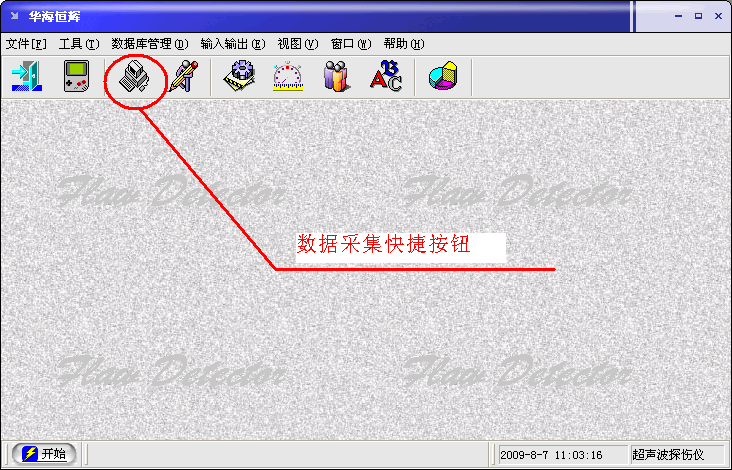 华海恒辉
文件[F] 工具(T) 数据库管理(D) 输入输出(E) 视图(V) 窗口(W) 帮助(H)
A B C
Flaw Detector Flaw Detector
数据采集快捷按钮
Flaw Detector Flaw Detector
开始 2009-8-7 11:03:16 超声波探伤仪